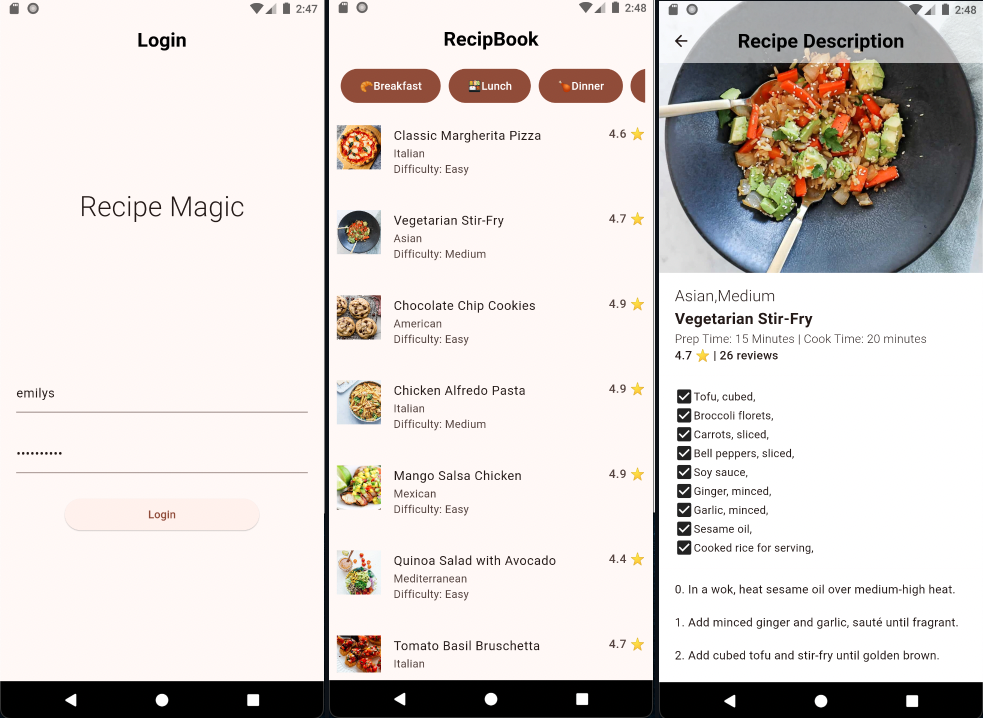 2:47
Login
Recipe Magic
emilys
••••••••••
Login
2:48
RecipBook
🥐Breakfast
🍱Lunch
🍗Dinner
Classic Margherita Pizza
4.6 ⭐
Italian
Difficulty: Easy
Vegetarian Stir-Fry
4.7 ⭐
Asian
Difficulty: Medium
Chocolate Chip Cookies
4.9 ⭐
American
Difficulty: Easy
Chicken Alfredo Pasta
4.9 ⭐
Italian
Difficulty: Medium
Mango Salsa Chicken
4.9 ⭐
Mexican
Difficulty: Easy
Quinoa Salad with Avocado
4.4 ⭐
Mediterranean
Difficulty: Easy
Tomato Basil Bruschetta
4.7 ⭐
Italian
2:48
Recipe Description
Asian,Medium
Vegetarian Stir-Fry
Prep Time: 15 Minutes | Cook Time: 20 minutes
4.7 ⭐ | 26 reviews
Tofu, cubed,
Broccoli florets,
Carrots, sliced,
Bell peppers, sliced,
Soy sauce,
Ginger, minced,
Garlic, minced,
Sesame oil,
Cooked rice for serving,
0. In a wok, heat sesame oil over medium-high heat.
1. Add minced ginger and garlic, sauté until fragrant.
2. Add cubed tofu and stir-fry until golden brown.